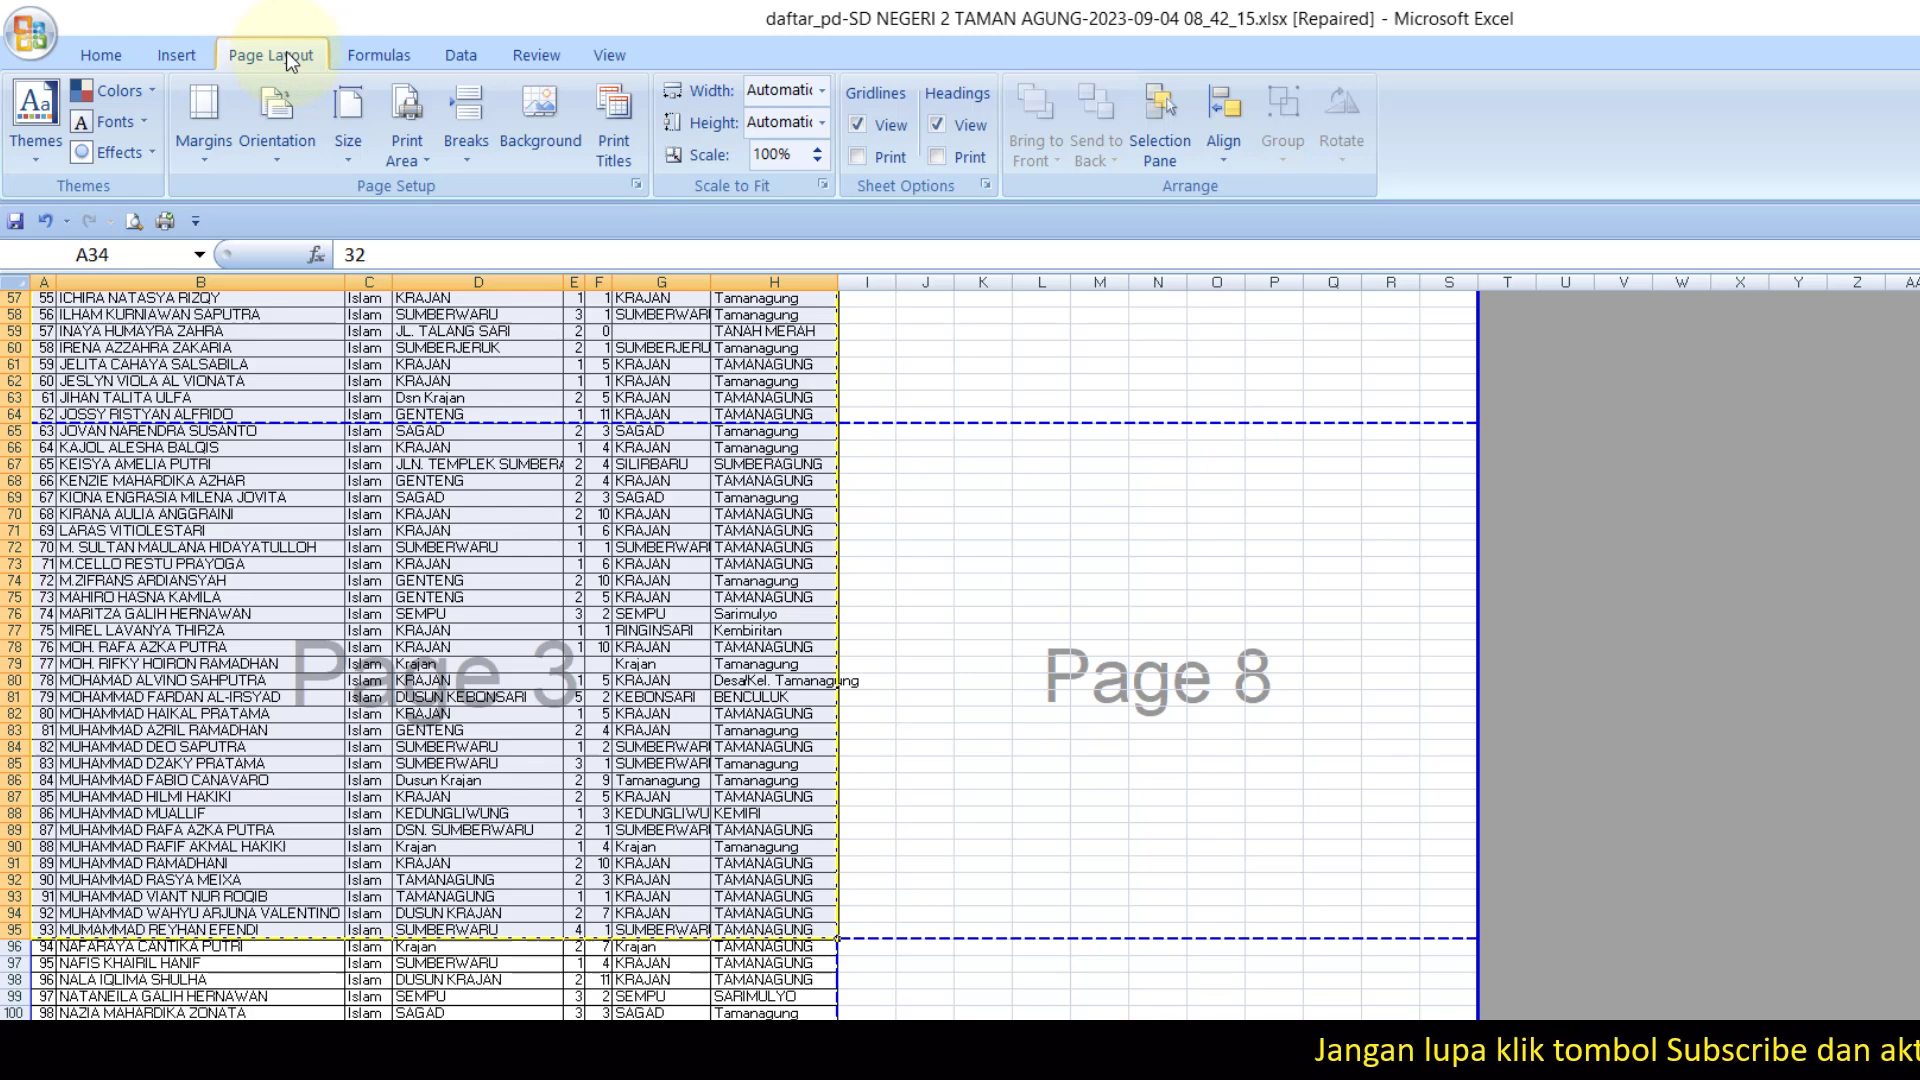 daftar_pd-SD NEGERI 2 TAMAN AGUNG-2023-09-04 08_42_15.xlsx [Repaired] - Microsoft Excel
Home Insert Page Layout Formulas Data Review View
Themes Colors Fonts Effects Themes
Margins Orientation Size Print Area Breaks Background Print Titles Page Setup
Width: Automatic Height: Automatic Scale: 100% Scale to Fit
Gridlines View Print Headings View Print Sheet Options
Bring to Front Send to Back Selection Pane Align Group Rotate Arrange
A34 fx 32
A B C D E F G H I J K L M N O P Q R S T U V W X Y Z AA
57 55 ICHIRA NATASYA RIZQY Islam KRAJAN 1 1 KRAJAN Tamanagung
58 56 ILHAM KURNIAWAN SAPUTRA Islam SUMBERWARU 3 1 SUMBERWAR Tamanagung
59 57 INAYA HUMAYRA ZAHRA Islam JL. TALANG SARI 2 0 TANAH MERAH
60 58 IRENA AZZAHRA ZAKARIA Islam SUMBERJERUK 2 1 SUMBERJERU Tamanagung
61 59 JELITA CAHAYA SALSABILA Islam KRAJAN 1 5 KRAJAN TAMANAGUNG
62 60 JESLYN VIOLA AL VIONATA Islam KRAJAN 1 1 KRAJAN Tamanagung
63 61 JIHAN TALITA ULFA Islam Dsn Krajan 2 5 KRAJAN TAMANAGUNG
64 62 JOSSY RISTYAN ALFRIDO Islam GENTENG 1 11 KRAJAN TAMANAGUNG
65 63 JOVAN NARENDRA SUSANTO Islam SAGAD 2 3 SAGAD Tamanagung
66 64 KAJOL ALESHA BALQIS Islam KRAJAN 1 4 KRAJAN Tamanagung
67 65 KEISYA AMELIA PUTRI Islam JLN. TEMPLEK SUMBERA 2 4 SILIRBARU SUMBERAGUNG
68 66 KENZIE MAHARDIKA AZHAR Islam GENTENG 2 4 KRAJAN TAMANAGUNG
69 67 KIONA ENGRASIA MILENA JOVITA Islam SAGAD 2 3 SAGAD Tamanagung
70 68 KIRANA AULIA ANGGRAINI Islam KRAJAN 2 10 KRAJAN TAMANAGUNG
71 69 LARAS VITIOLESTARI Islam KRAJAN 1 6 KRAJAN TAMANAGUNG
72 70 M. SULTAN MAULANA HIDAYATULLOH Islam SUMBERWARU 1 1 SUMBERWAR TAMANAGUNG
73 71 M.CELLO RESTU PRAYOGA Islam KRAJAN 1 6 KRAJAN TAMANAGUNG
74 72 M.ZIFRANS ARDIANSYAH Islam GENTENG 2 10 KRAJAN Tamanagung
75 73 MAHIRO HASNA KAMILA Islam GENTENG 2 5 KRAJAN TAMANAGUNG
76 74 MARITZA GALIH HERNAWAN Islam SEMPU 3 2 SEMPU Sarimulyo
77 75 MIREL LAVANYA THIRZA Islam KRAJAN 1 1 RINGINSARI Kembiritan
78 76 MOH. RAFA AZKA PUTRA Islam KRAJAN 1 10 KRAJAN TAMANAGUNG
79 77 MOH. RIFKY HOIRON RAMADHAN Islam Krajan Krajan Tamanagung
80 78 MOHAMAD ALVINO SAHPUTRA Islam KRAJAN 1 5 KRAJAN Desa/Kel. Tamanagung
Page 3 Page 8
81 79 MOHAMMAD FARDAN AL-IRSYAD Islam DUSUN KEBONSARI 5 2 KEBONSARI BENCULUK
82 80 MOHAMMAD HAIKAL PRATAMA Islam KRAJAN 1 5 KRAJAN TAMANAGUNG
83 81 MUHAMMAD AZRIL RAMADHAN Islam GENTENG 2 4 KRAJAN TAMANAGUNG
84 82 MUHAMMAD DEO SAPUTRA Islam SUMBERWARU 1 2 SUMBERWAR TAMANAGUNG
85 83 MUHAMMAD DZAKY PRATAMA Islam SUMBERWARU 3 1 SUMBERWAR Tamanagung
86 84 MUHAMMAD FABIO CANAVARO Islam Dusun Krajan 2 9 Tamanagung Tamanagung
87 85 MUHAMMAD HILMI HAKIKI Islam KRAJAN 2 5 KRAJAN TAMANAGUNG
88 86 MUHAMMAD MUALLIF Islam KEDUNGLIWUNG 1 3 KEDUNGLIWU KEMIRI
89 87 MUHAMMAD RAFA AZKA PUTRA Islam DSN. SUMBERWARU 2 1 SUMBERWAR TAMANAGUNG
90 88 MUHAMMAD RAFIF AKMAL HAKIKI Islam Krajan 1 4 Krajan Tamanagung
91 89 MUHAMMAD RAMADHANI Islam KRAJAN 2 10 KRAJAN TAMANAGUNG
92 90 MUHAMMAD RASYA MEIXA Islam TAMANAGUNG 2 3 KRAJAN TAMANAGUNG
93 91 MUHAMMAD VIANT NUR ROQIB Islam TAMANAGUNG 1 1 KRAJAN TAMANAGUNG
94 92 MUHAMMAD WAHYU ARJUNA VALENTINO Islam DUSUN KRAJAN 2 7 KRAJAN TAMANAGUNG
95 93 MUMAMMAD REYHAN EFENDI Islam SUMBERWARU 4 1 SUMBERWAR TAMANAGUNG
96 94 NAFARAYA CANTIKA PUTRI Islam Krajan 2 7 Krajan TAMANAGUNG
97 95 NAFIS KHAIRIL HANIF Islam SUMBERWARU 1 4 KRAJAN TAMANAGUNG
98 96 NALA IQLIMA SHULHA Islam DUSUN KRAJAN 2 11 KRAJAN TAMANAGUNG
99 97 NATANEILA GALIH HERNAWAN Islam SEMPU 3 2 SEMPU SARIMULYO
100 98 NAZIA MAHARDIKA ZONATA Islam SAGAD 3 3 SAGAD Tamanagung
Jangan lupa klik tombol Subscribe dan akt